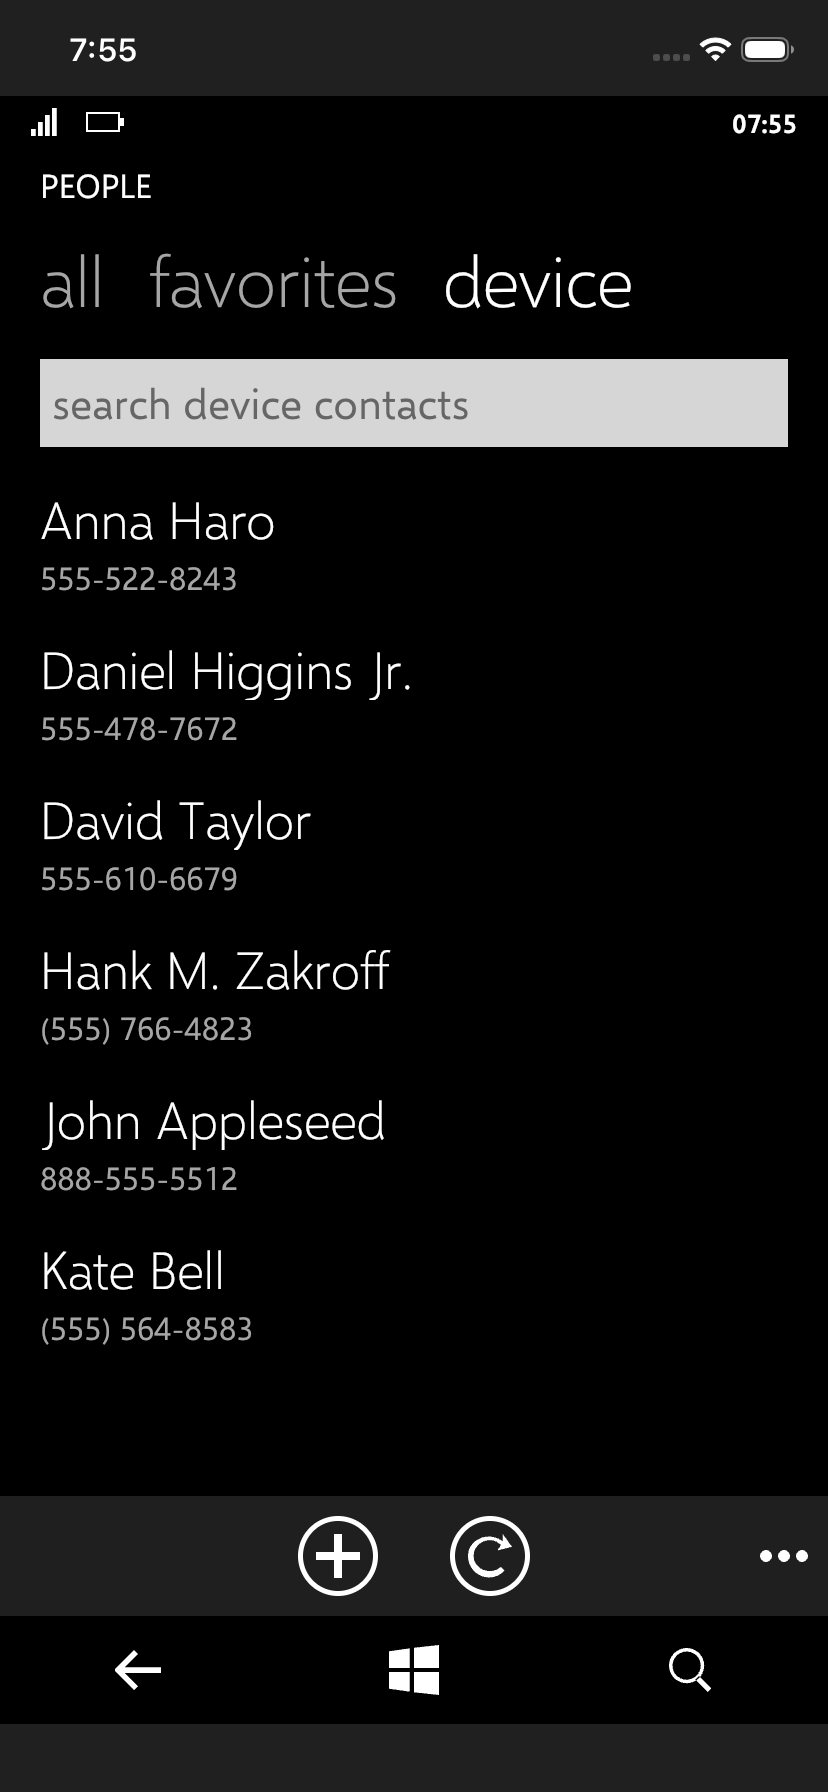 7:55
07:55
PEOPLE
all favorites device
search device contacts
Anna Haro
555-522-8243
Daniel Higgins Jr.
555-478-7672
David Taylor
555-610-6679
Hank M. Zakroff
(555) 766-4823
John Appleseed
888-555-5512
Kate Bell
(555) 564-8583